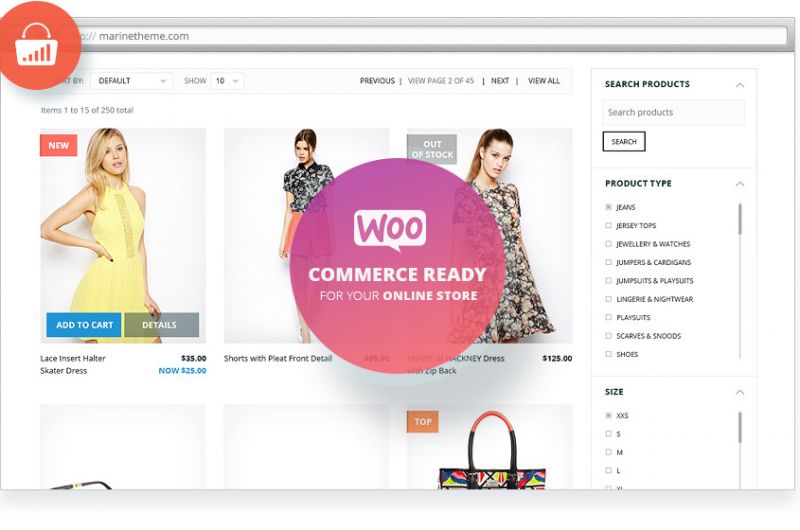 http:// marinetheme.com
SORT BY: DEFAULT SHOW 10 PREVIOUS | VIEW PAGE 2 OF 45 | NEXT | VIEW ALL
Items 1 to 15 of 250 total
NEW
OUT
OF STOCK
WOO
COMMERCE READY
FOR YOUR ONLINE STORE
ADD TO CART DETAILS
Lace Insert Halter
Skater Dress
$35.00
NOW $25.00
Shorts with Pleat Front Detail
HOUSE of HACKNEY Dress
with Zip Back
$125.00
TOP
SEARCH PRODUCTS
Search products
SEARCH
PRODUCT TYPE
JEANS
JERSEY TOPS
JEWELLERY & WATCHES
JUMPERS & CARDIGANS
JUMPSUITS & PLAYSUITS
LINGERIE & NIGHTWEAR
PLAYSUITS
SCARVES & SNOODS
SHOES
SIZE
XXS
S
M
L
XL